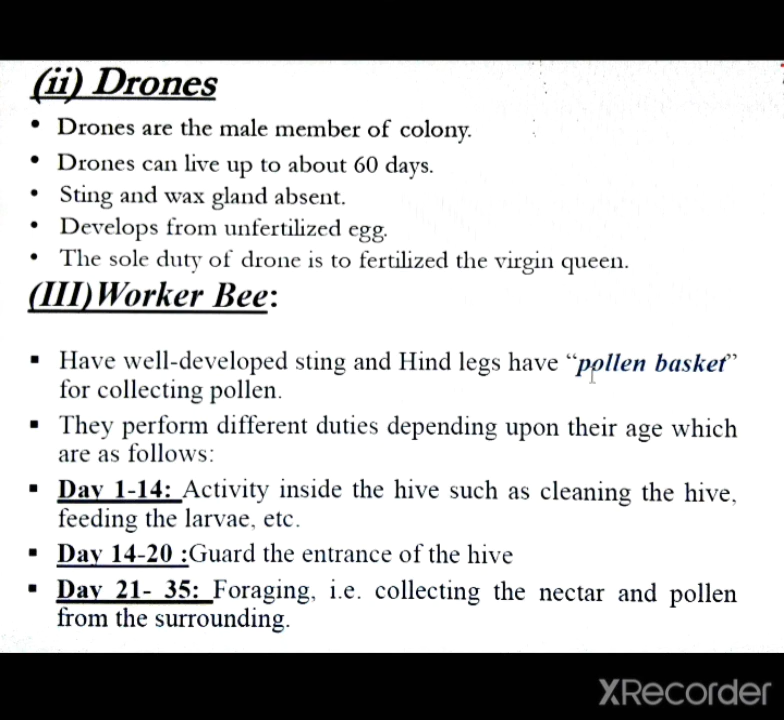 (ii) Drones
• Drones are the male member of colony.
• Drones can live up to about 60 days.
• Sting and wax gland absent.
• Develops from unfertilized egg.
• The sole duty of drone is to fertilized the virgin queen.
(III)Worker Bee:
▪ Have well-developed sting and Hind legs have “pollen basket”
for collecting pollen.
▪ They perform different duties depending upon their age which
are as follows:
▪ Day 1-14: Activity inside the hive such as cleaning the hive,
feeding the larvae, etc.
▪ Day 14-20 :Guard the entrance of the hive
▪ Day 21- 35: Foraging, i.e. collecting the nectar and pollen
from the surrounding.
XRecorder